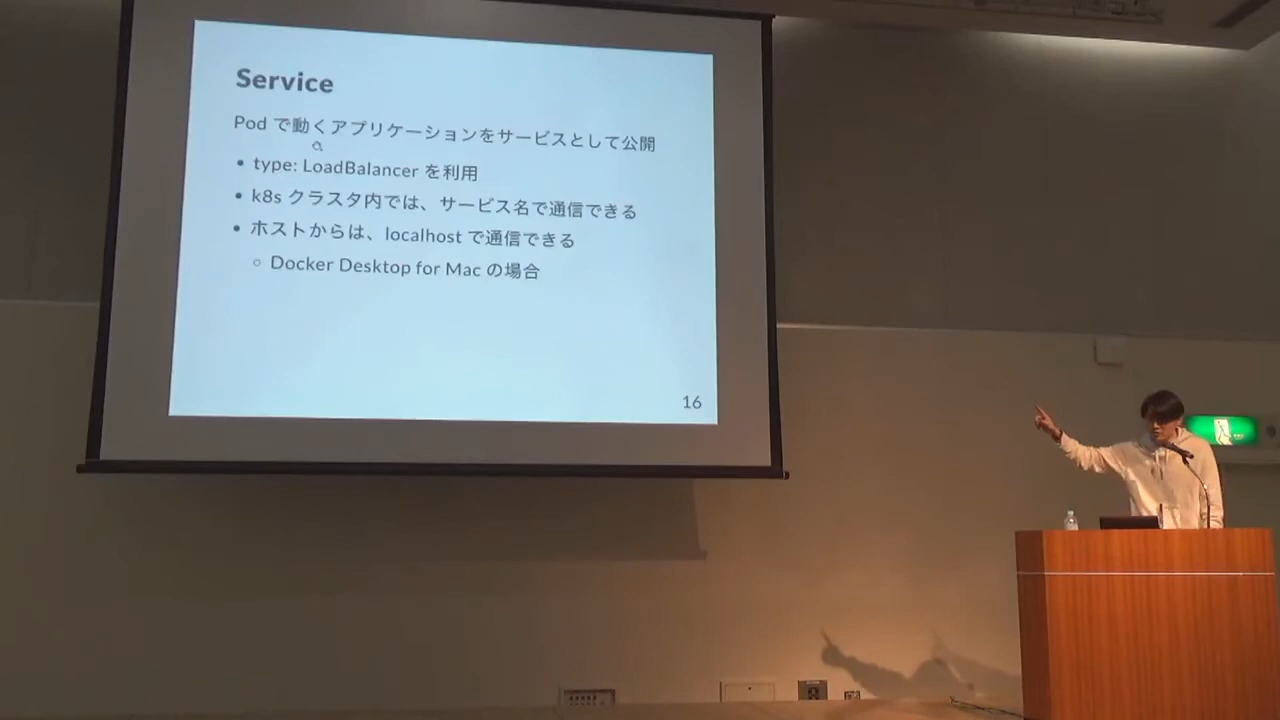 Service
Pod で動くアプリケーションをサービスとして公開
• type: LoadBalancer を利用
• k8s クラスタ内では、サービス名で通信できる
• ホストからは、localhost で通信できる
○ Docker Desktop for Mac の場合
16